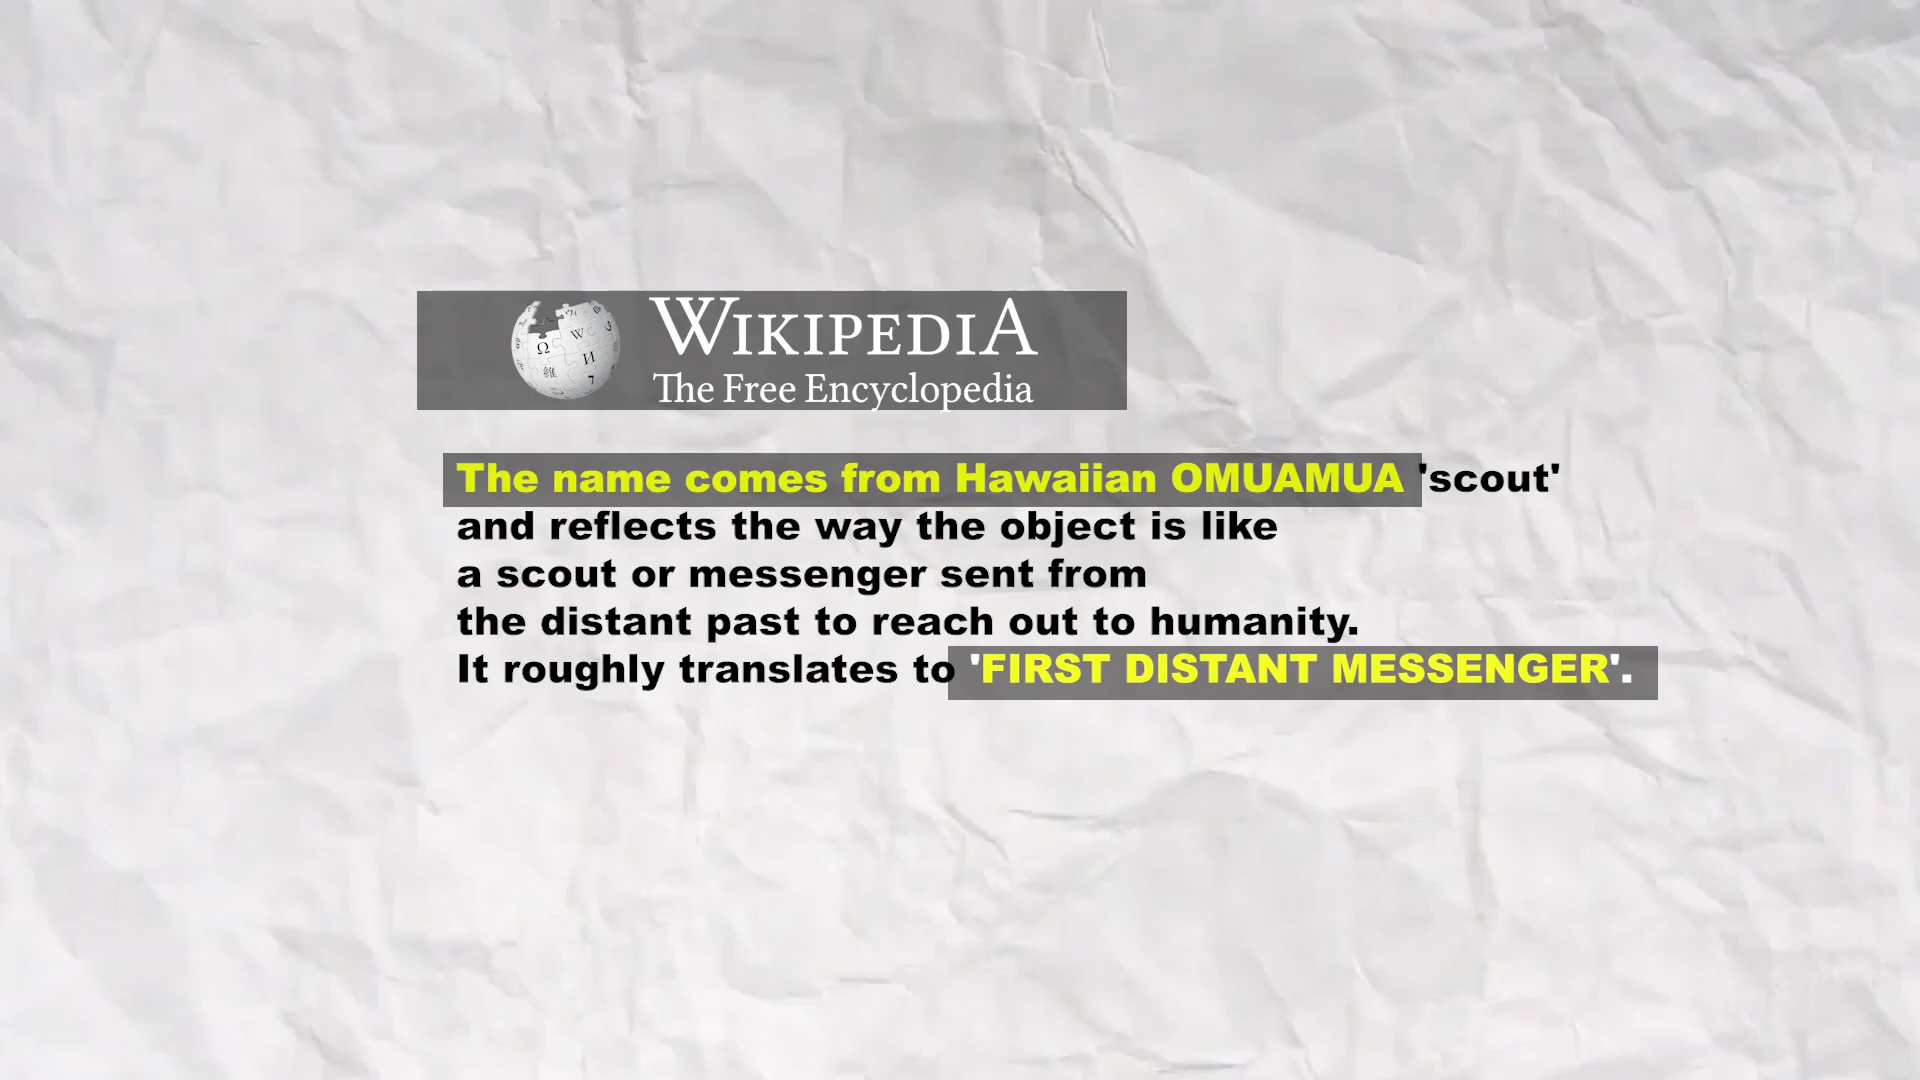 WIKIPEDIA
The Free Encyclopedia
The name comes from Hawaiian OMUAMUA 'scout'
and reflects the way the object is like
a scout or messenger sent from
the distant past to reach out to humanity.
It roughly translates to 'FIRST DISTANT MESSENGER'.